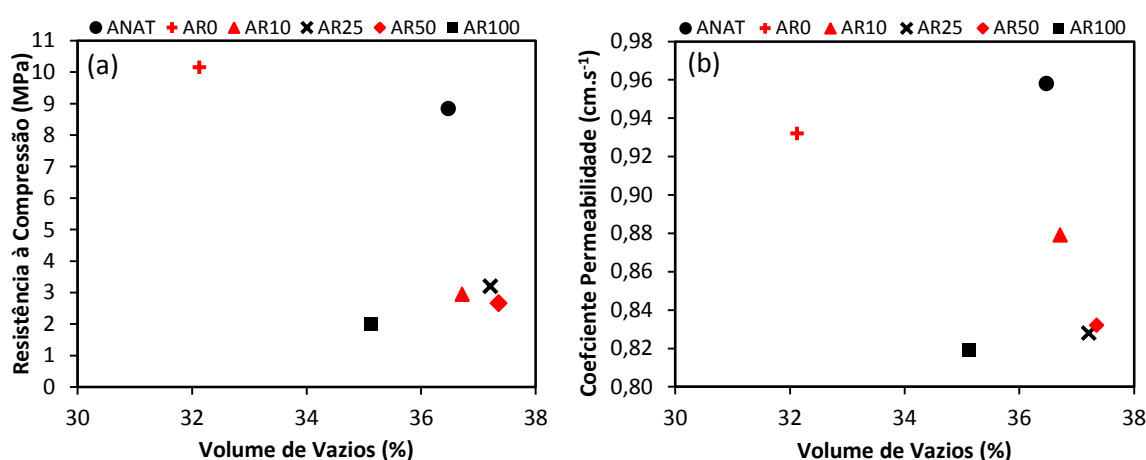 ANAT AR0 AR10 AR25 AR50 AR100
(a)
Resistência à Compressão (MPa)
11
10
9
8
7
6
5
4
3
2
1
0
30 32 34 36 38
Volume de Vazios (%)
ANAT AR0 AR10 AR25 AR50 AR100
(b)
Coefciente Permeabilidade (cm.s⁻¹)
0,98
0,96
0,94
0,92
0,90
0,88
0,86
0,84
0,82
0,80
30 32 34 36 38
Volume de Vazios (%)